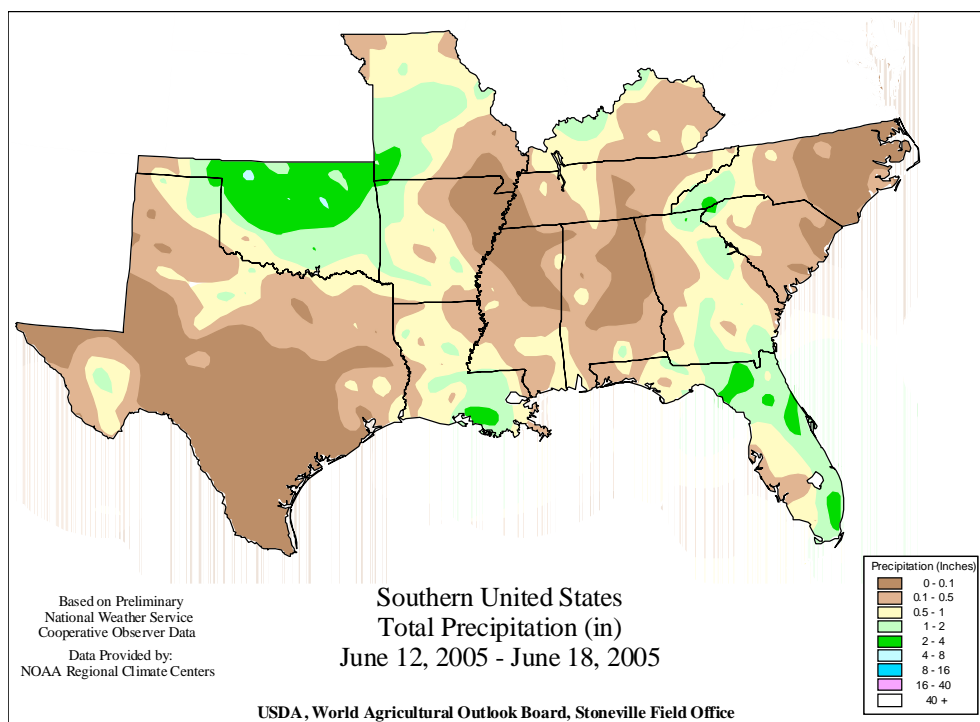 Precipitation (Inches)
0 - 0.1
0.1 - 0.5
0.5 - 1
1 - 2
2 - 4
4 - 8
8 - 16
16 - 40
40 +
Based on Preliminary
National Weather Service
Cooperative Observer Data
Data Provided by:
NOAA Regional Climate Centers
Southern United States
Total Precipitation (in)
June 12, 2005 - June 18, 2005
USDA, World Agricultural Outlook Board, Stoneville Field Office